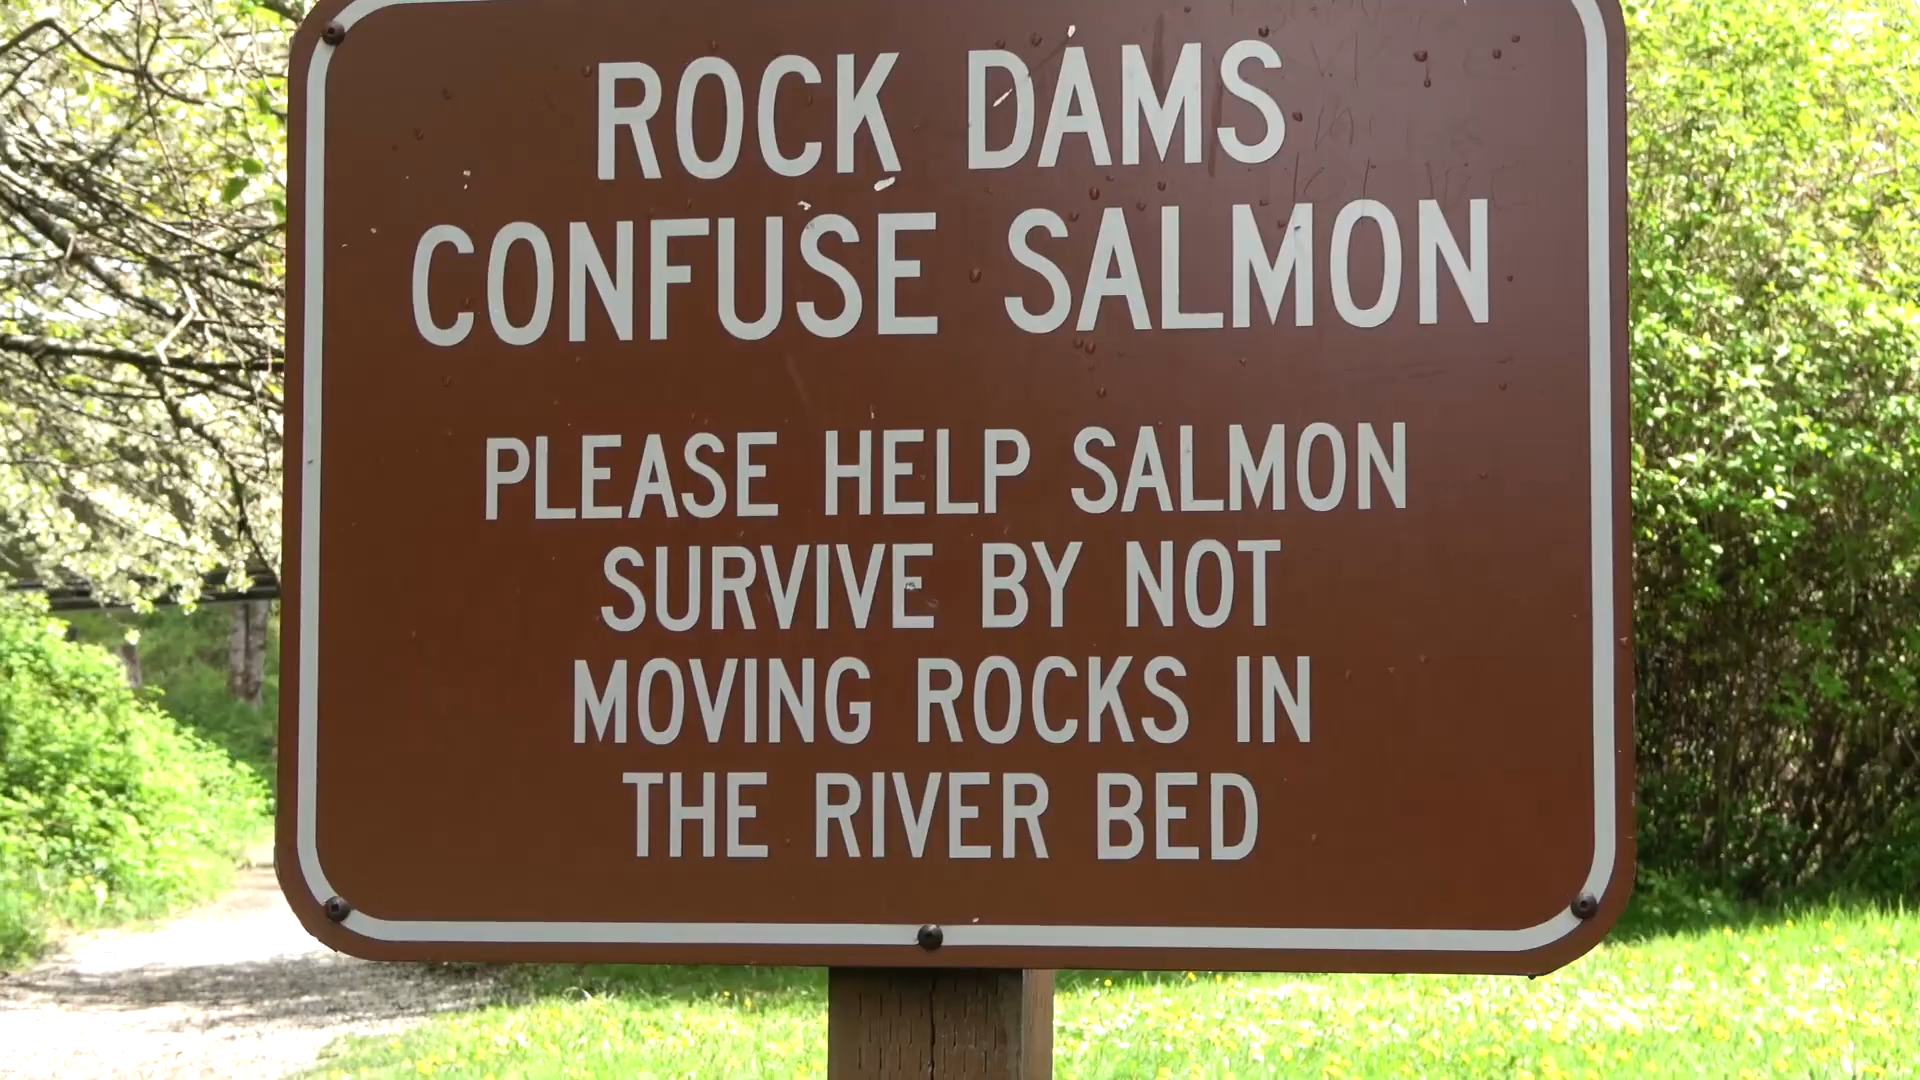 ROCK DAMS
CONFUSE SALMON
PLEASE HELP SALMON
SURVIVE BY NOT
MOVING ROCKS IN
THE RIVER BED